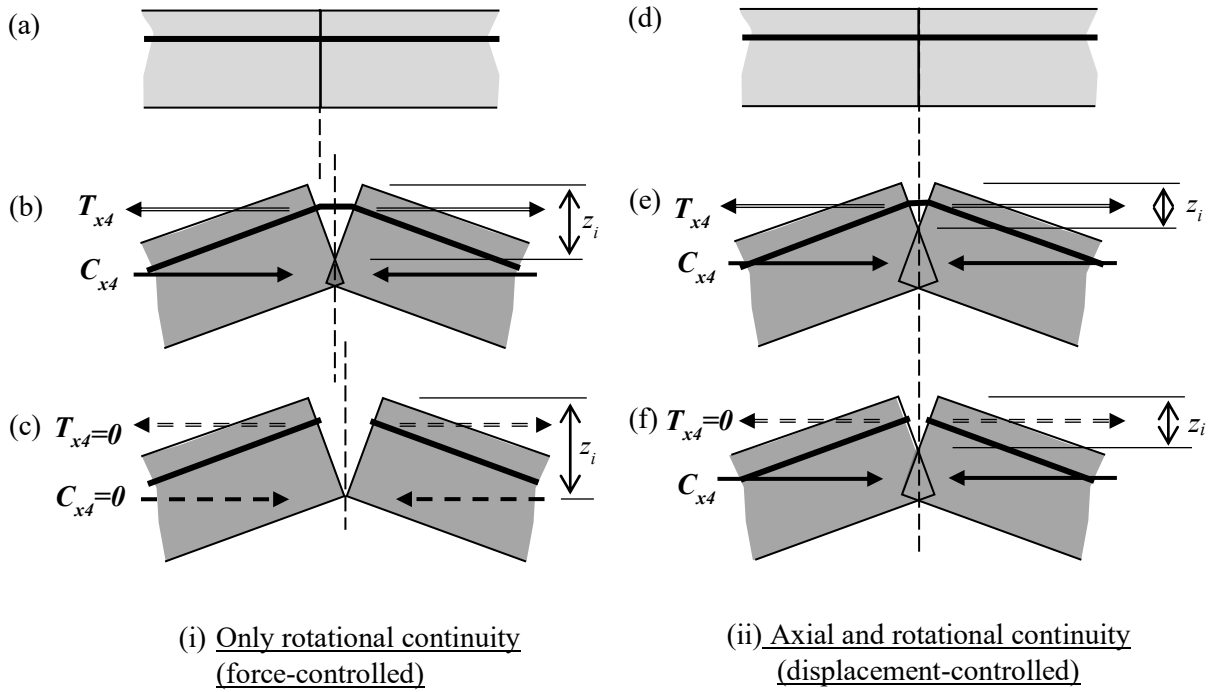 (a)
(d)
(b)
T_x4
C_x4
z_i
(e)
T_x4
C_x4
z_i
(c)
T_x4=0
C_x4=0
z_i
(f)
T_x4=0
C_x4
z_i
(i) Only rotational continuity
(force-controlled)
(ii) Axial and rotational continuity
(displacement-controlled)